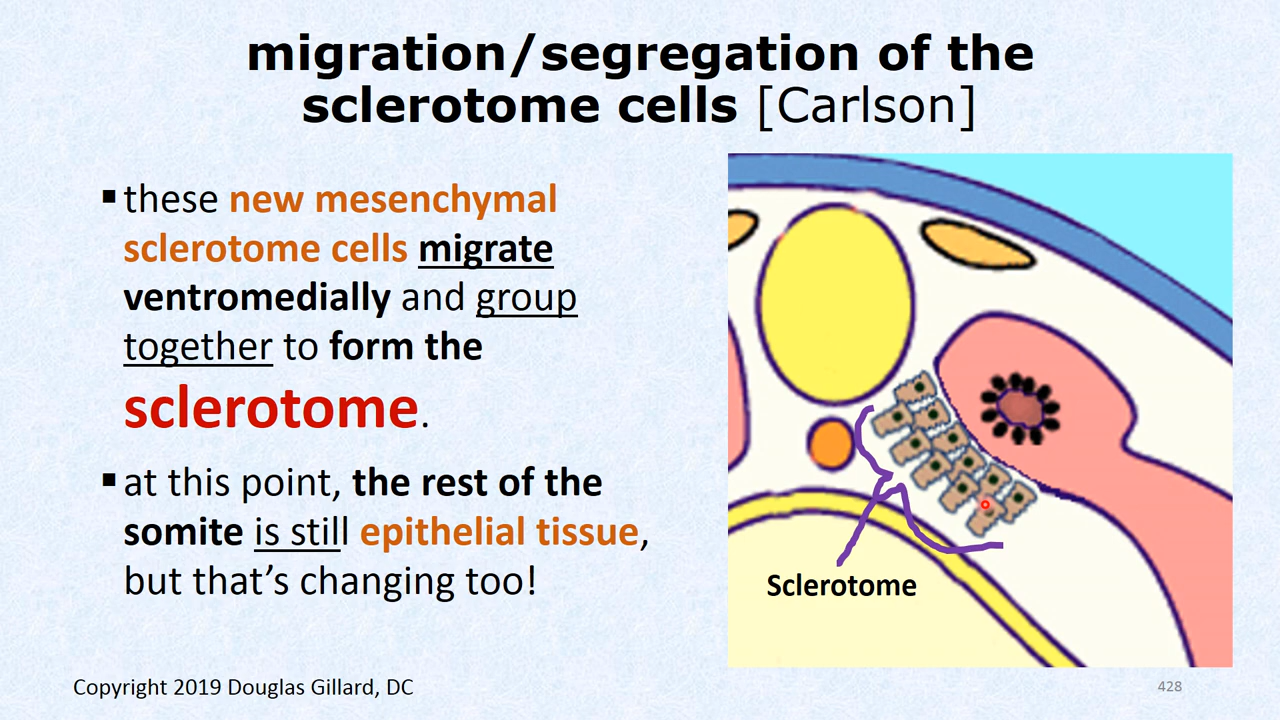 migration/segregation of the
sclerotome cells [Carlson]
▪ these new mesenchymal
sclerotome cells migrate
ventromedially and group
together to form the
sclerotome.
▪ at this point, the rest of the
somite is still epithelial tissue,
but that’s changing too!
Sclerotome
Copyright 2019 Douglas Gillard, DC
428